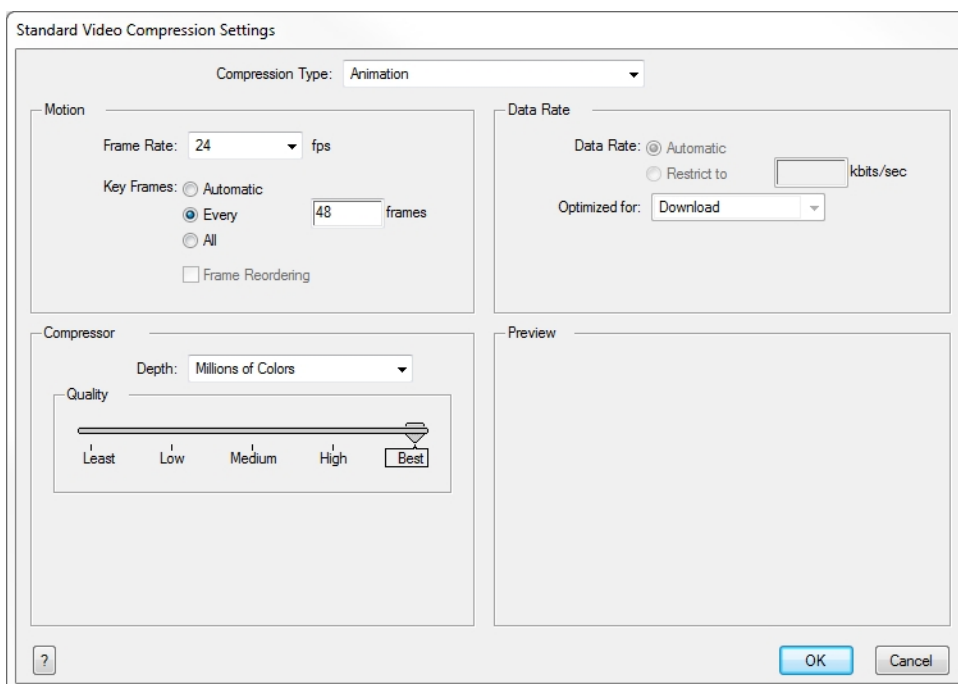 Standard Video Compression Settings
Compression Type: Animation
Motion
Frame Rate: 24 fps
Key Frames: Automatic
Every 48 frames
All
Frame Reordering
Data Rate
Data Rate: Automatic
Restrict to kbits/sec
Optimized for: Download
Compressor
Depth: Millions of Colors
Quality
Least Low Medium High Best
Preview
? OK Cancel